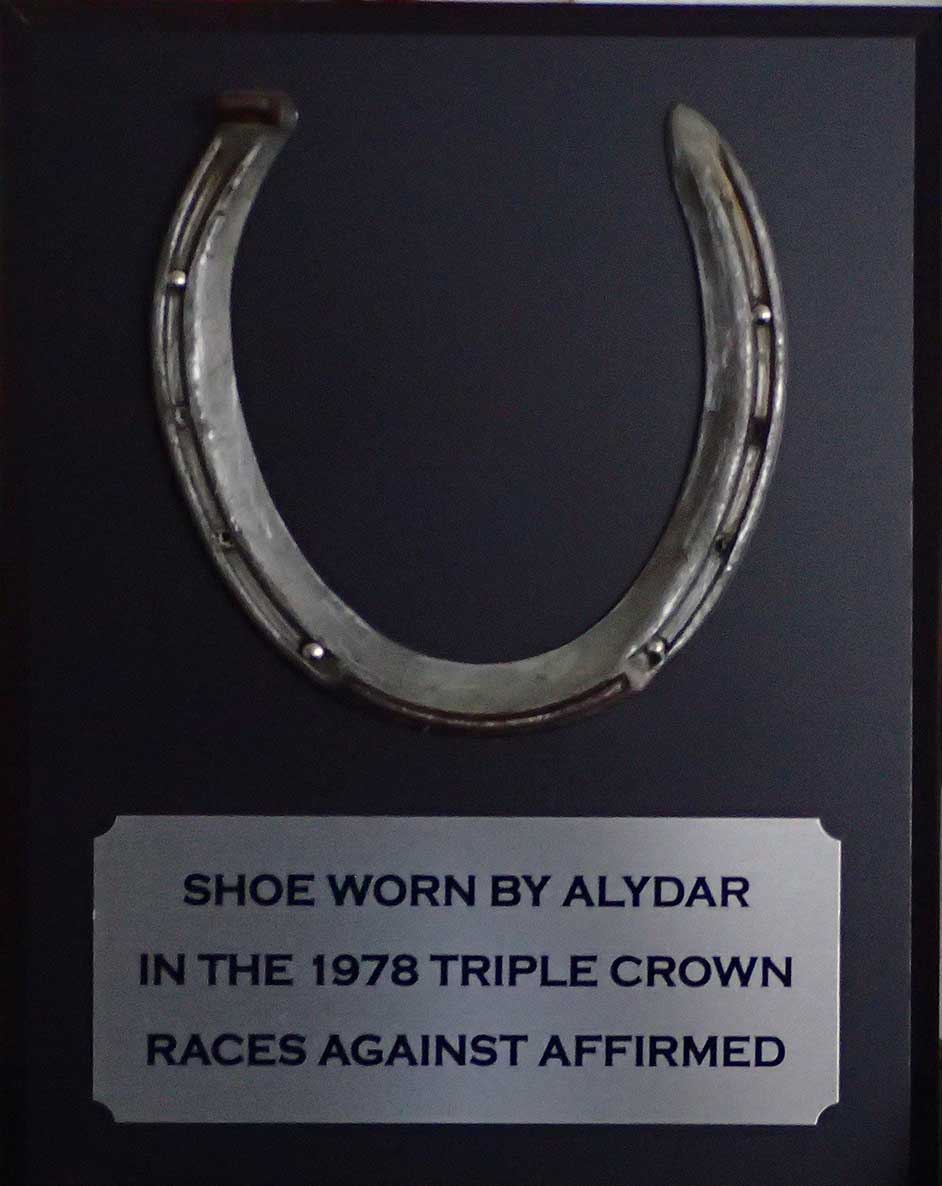 SHOE WORN BY ALYDAR
IN THE 1978 TRIPLE CROWN
RACES AGAINST AFFIRMED